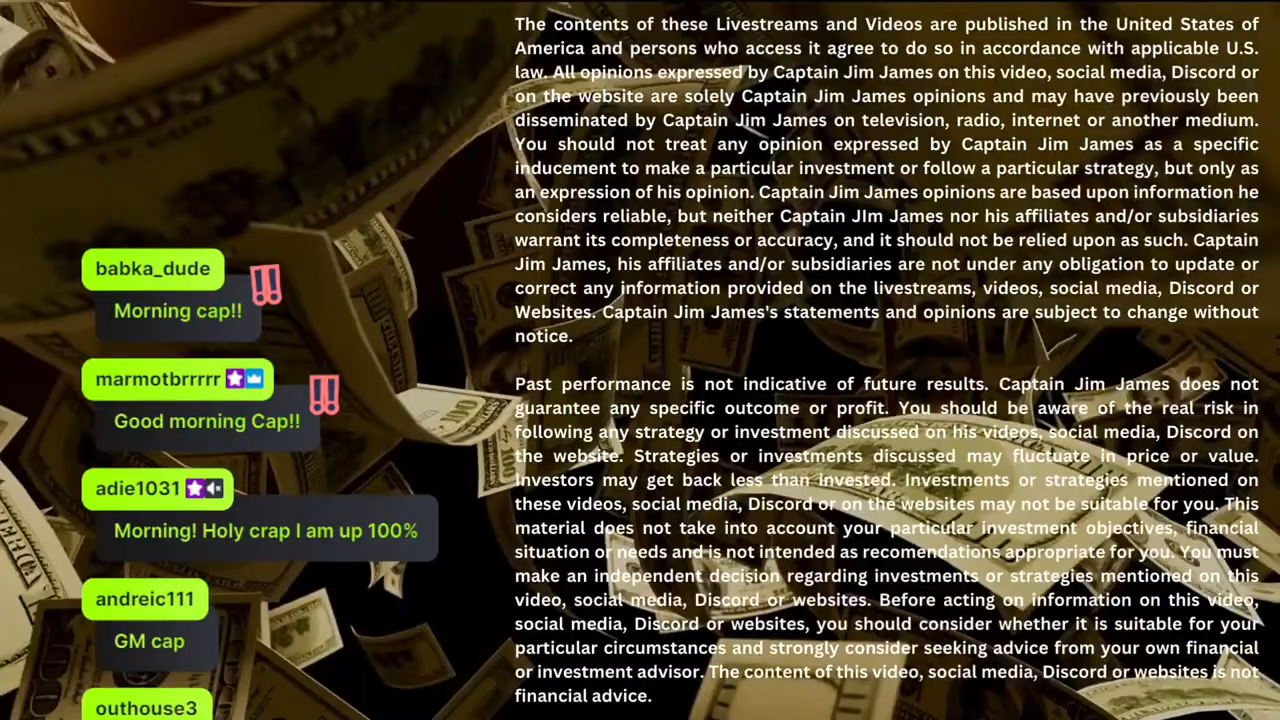 babka_dude
Morning cap!!
marmotbrrrrr
Good morning Cap!!
adie1031
Morning! Holy crap I am up 100%
andreic111
GM cap
outhouse3
The contents of these Livestreams and Videos are published in the United States of
America and persons who access it agree to do so in accordance with applicable U.S.
law. All opinions expressed by Captain Jim James on this video, social media, Discord or
on the website are solely Captain Jim James opinions and may have previously been
disseminated by Captain Jim James on television, radio, internet or another medium.
You should not treat any opinion expressed by Captain Jim James as a specific
inducement to make a particular investment or follow a particular strategy, but only as
an expression of his opinion. Captain Jim James opinions are based upon information he
considers reliable, but neither Captain JIm James nor his affiliates and/or subsidiaries
warrant its completeness or accuracy, and it should not be relied upon as such. Captain
Jim James, his affiliates and/or subsidiaries are not under any obligation to update or
correct any information provided on the livestreams, videos, social media, Discord or
Websites. Captain Jim James's statements and opinions are subject to change without
notice.
Past performance is not indicative of future results. Captain Jim James does not
guarantee any specific outcome or profit. You should be aware of the real risk in
following any strategy or investment discussed on his videos, social media, Discord on
the website. Strategies or investments discussed may fluctuate in price or value.
Investors may get back less than invested. Investments or strategies mentioned on
these videos, social media, Discord or on the websites may not be suitable for you. This
material does not take into account your particular investment objectives, financial
situation or needs and is not intended as recomendations appropriate for you. You must
make an independent decision regarding investments or strategies mentioned on this
video, social media, Discord or websites. Before acting on information on this video,
social media, Discord or websites, you should consider whether it is suitable for your
particular circumstances and strongly consider seeking advice from your own financial
or investment advisor. The content of this video, social media, Discord or websites is not
financial advice.